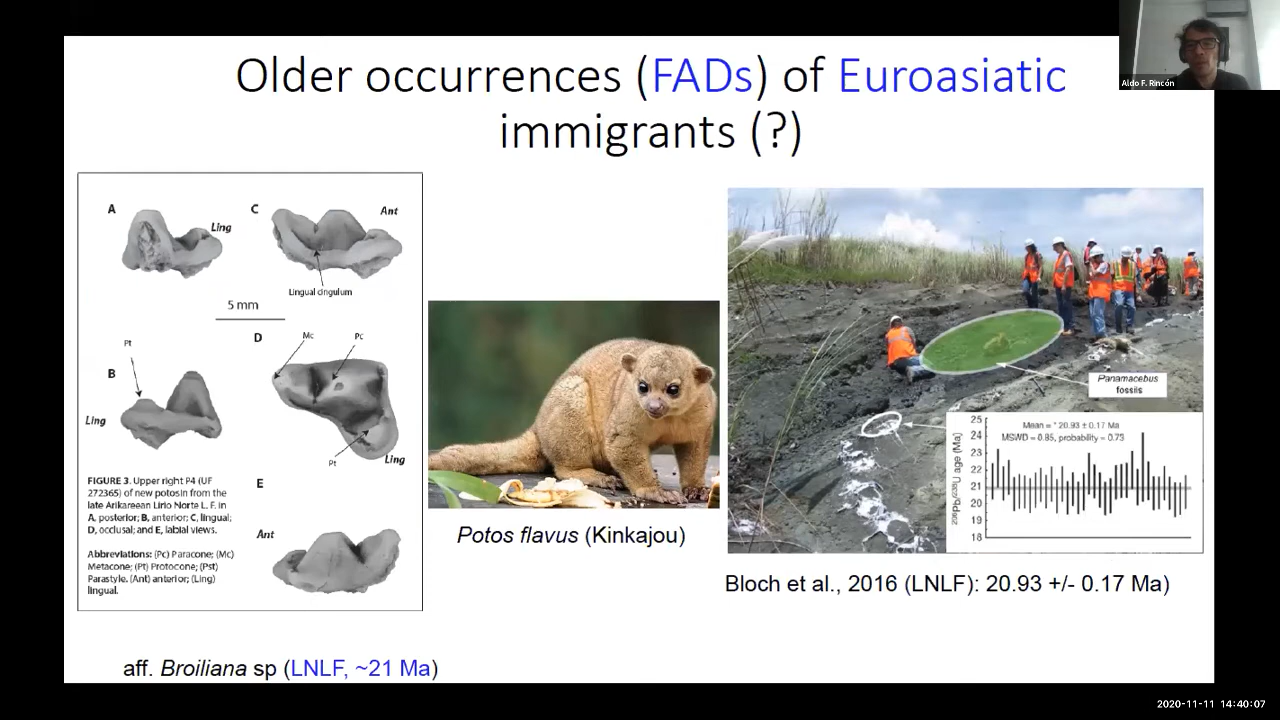 Older occurrences (FADs) of Euroasiatic
immigrants (?)
Aldo F. Rincón
A
Ling
C
Ant
Lingual cingulum
5 mm
Pt
B
Ling
D
Mc
Pc
Pt
Ling
FIGURE 3. Upper right P4 (UF
272365) of new potosin from the
late Arikareean Lirio Norte L. F. in
A, posterior; B, anterior; C, lingual;
D, occlusal; and E, labial views.
Abbreviations: (Pc) Paracone; (Mc)
Metacone; (Pt) Protocone; (Pst)
Parastyle. (Ant) anterior; (Ling)
lingual.
E
Ant
Potos flavus (Kinkajou)
Panamacebus
fossils
Mean = 20.93 ± 0.17 Ma
MSWD = 0.85, probability = 0.73
²⁰⁶Pb/²³⁸U age (Ma)
25
24
23
22
21
20
19
18
Bloch et al., 2016 (LNLF): 20.93 +/- 0.17 Ma)
aff. Broiliana sp (LNLF, ~21 Ma)
2020-11-11 14:40:07